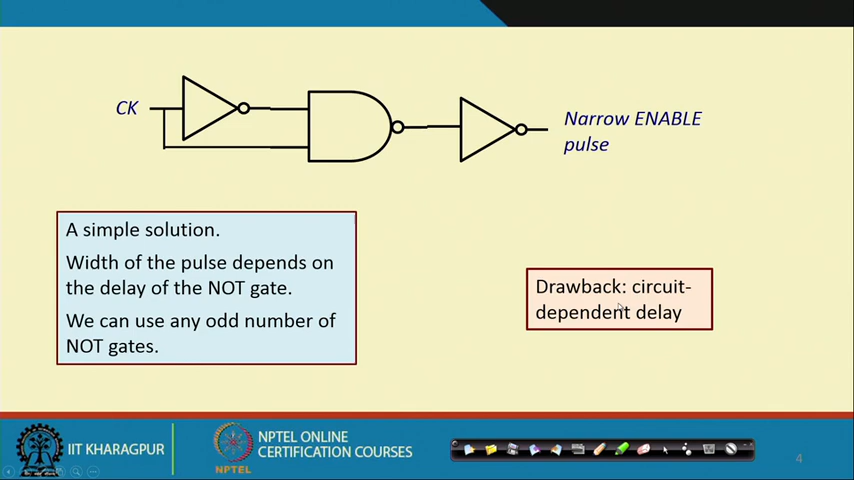 CK
Narrow ENABLE
pulse
A simple solution.
Width of the pulse depends on
the delay of the NOT gate.
We can use any odd number of
NOT gates.
Drawback: circuit-
dependent delay
IIT KHARAGPUR
NPTEL
NPTEL ONLINE
CERTIFICATION COURSES
4